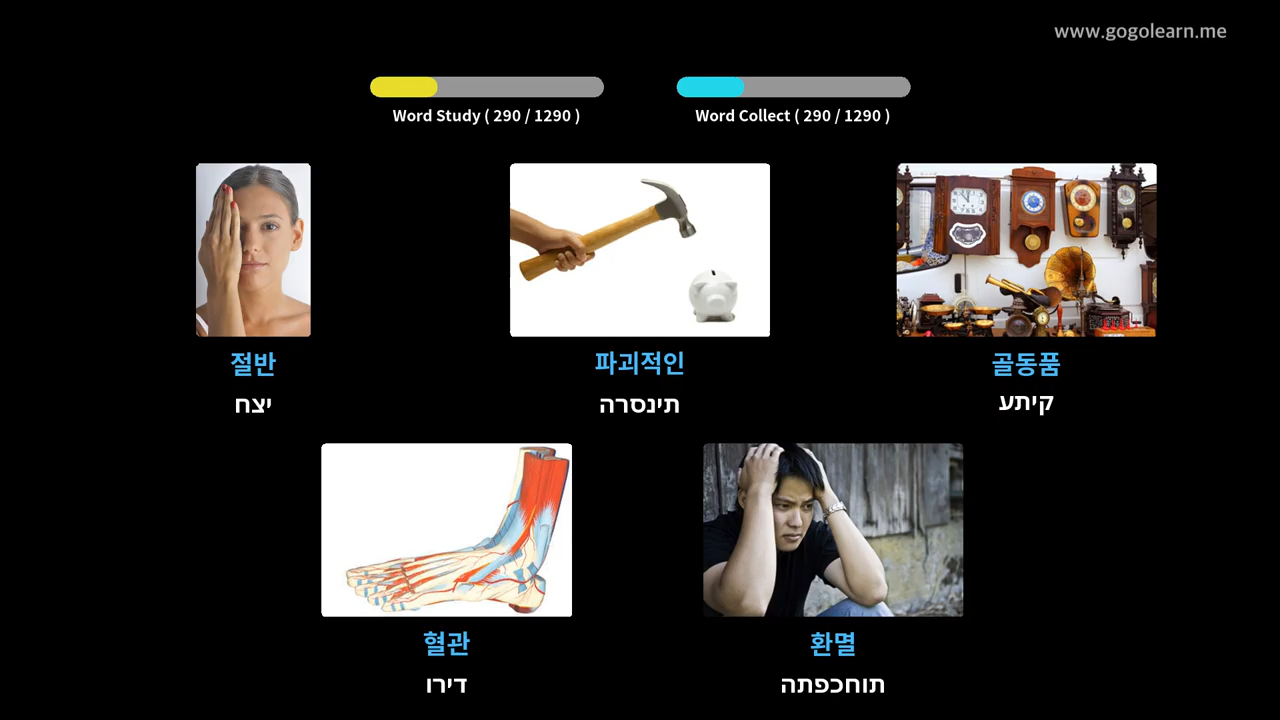 www.gogolearn.me
Word Study ( 290 / 1290 )
Word Collect ( 290 / 1290 )
절반
יצח
파괴적인
תינסרה
골동품
קיתע
혈관
דירו
환멸
תוחכפתה